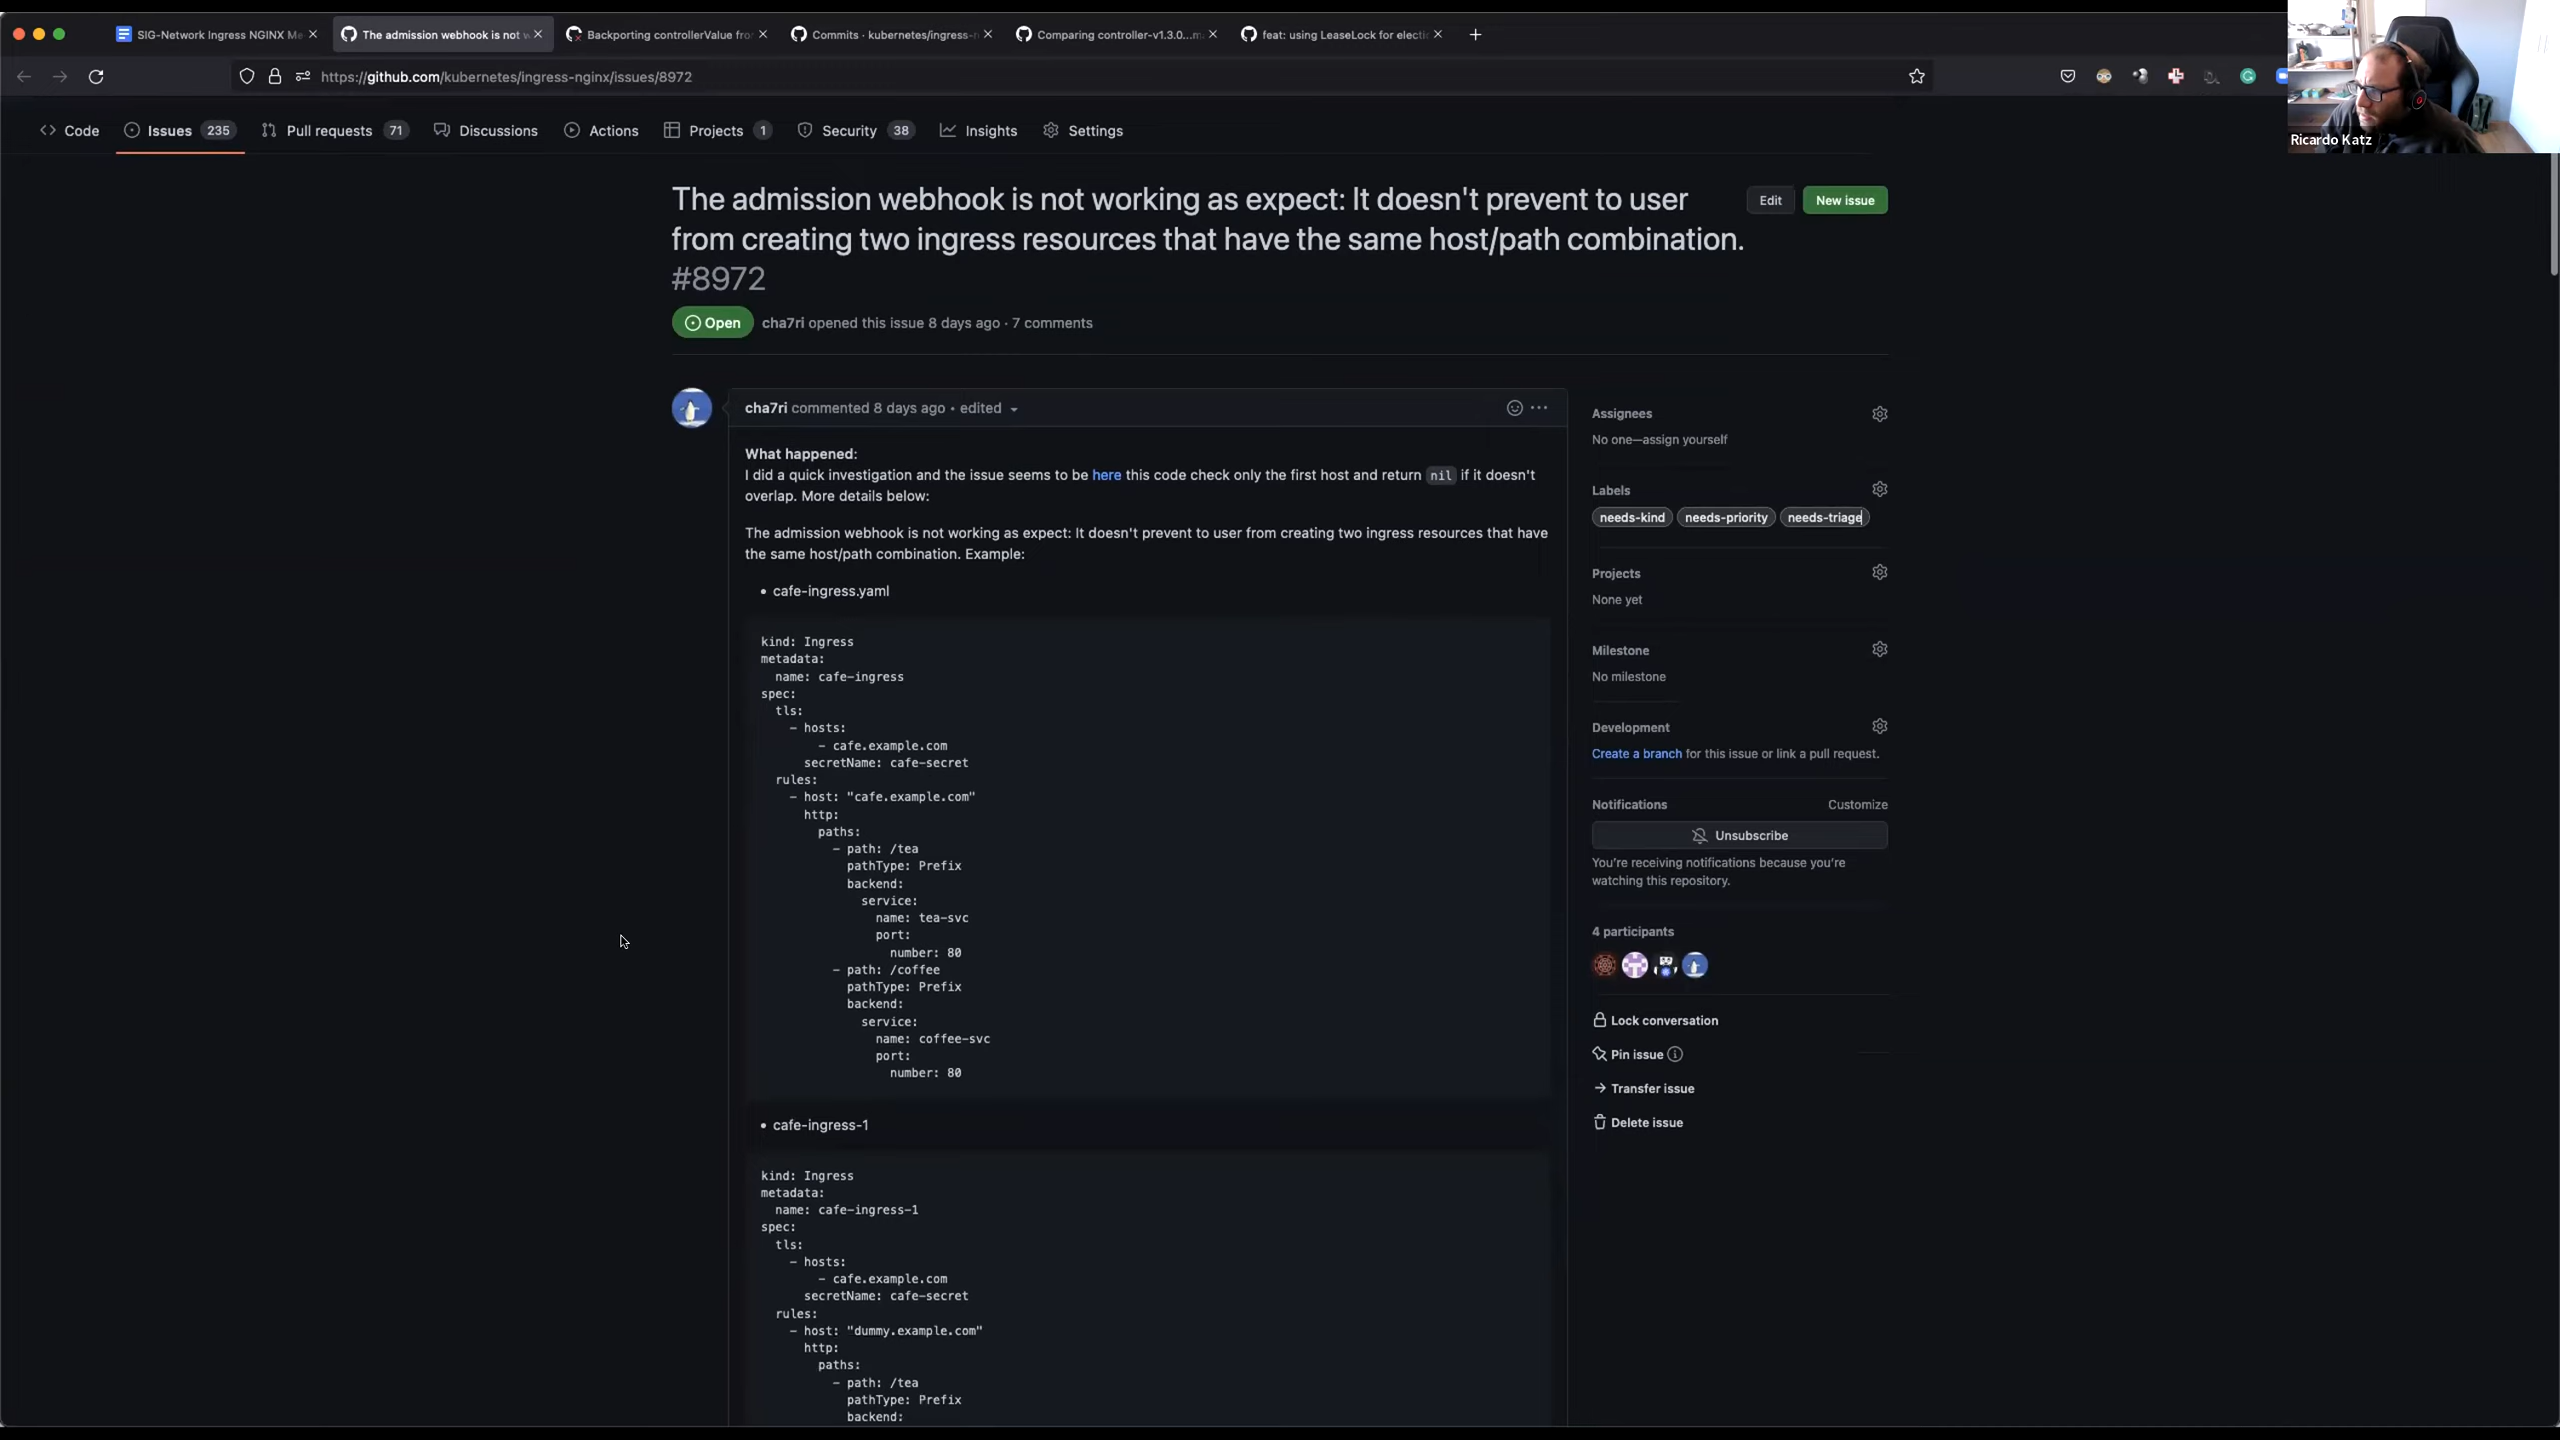 SIG-Network Ingress NGINX Me
The admission webhook is not w
Backporting controllerValue fro
Commits · kubernetes/ingress-n
Comparing controller-v1.3.0...m
feat: using LeaseLock for electi
https://github.com/kubernetes/ingress-nginx/issues/8972
Ricardo Katz
Code
Issues 235
Pull requests 71
Discussions
Actions
Projects 1
Security 38
Insights
Settings
The admission webhook is not working as expect: It doesn't prevent to user
from creating two ingress resources that have the same host/path combination.
#8972
Edit
New issue
Open
cha7ri opened this issue 8 days ago · 7 comments
cha7ri commented 8 days ago • edited
What happened:
I did a quick investigation and the issue seems to be here this code check only the first host and return nil if it doesn't
overlap. More details below:
The admission webhook is not working as expect: It doesn't prevent to user from creating two ingress resources that have
the same host/path combination. Example:
• cafe-ingress.yaml
kind: Ingress
metadata:
name: cafe-ingress
spec:
tls:
- hosts:
- cafe.example.com
secretName: cafe-secret
rules:
- host: "cafe.example.com"
http:
paths:
- path: /tea
pathType: Prefix
backend:
service:
name: tea-svc
port:
number: 80
- path: /coffee
pathType: Prefix
backend:
service:
name: coffee-svc
port:
number: 80
• cafe-ingress-1
kind: Ingress
metadata:
name: cafe-ingress-1
spec:
tls:
- hosts:
- cafe.example.com
secretName: cafe-secret
rules:
- host: "dummy.example.com"
http:
paths:
- path: /tea
pathType: Prefix
backend:
Assignees
No one—assign yourself
Labels
needs-kind needs-priority needs-triage
Projects
None yet
Milestone
No milestone
Development
Create a branch for this issue or link a pull request.
Notifications
Customize
Unsubscribe
You're receiving notifications because you're
watching this repository.
4 participants
Lock conversation
Pin issue
Transfer issue
Delete issue